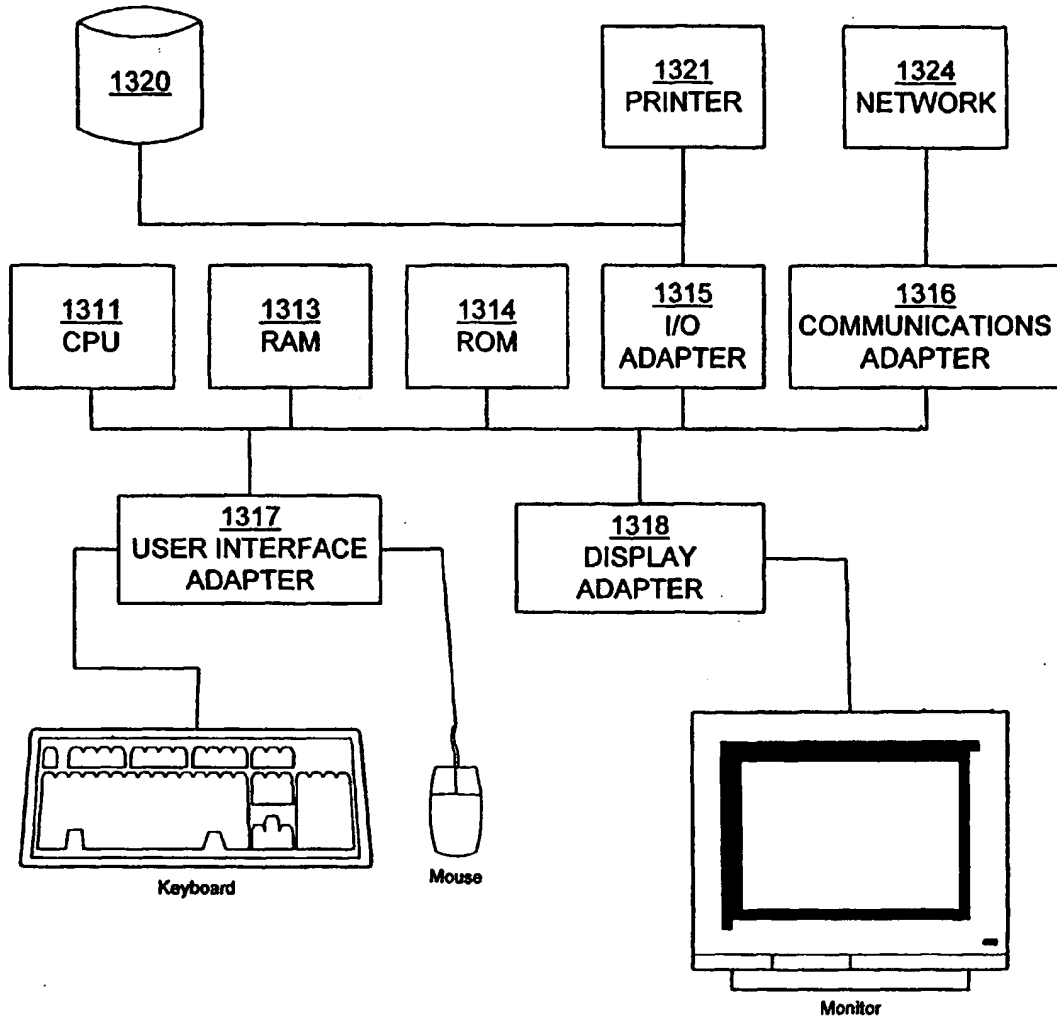 1320
1321
PRINTER
1324
NETWORK
1311
CPU
1313
RAM
1314
ROM
1315
I/O
ADAPTER
1316
COMMUNICATIONS
ADAPTER
1317
USER INTERFACE
ADAPTER
1318
DISPLAY
ADAPTER
Keyboard
Mouse
Monitor